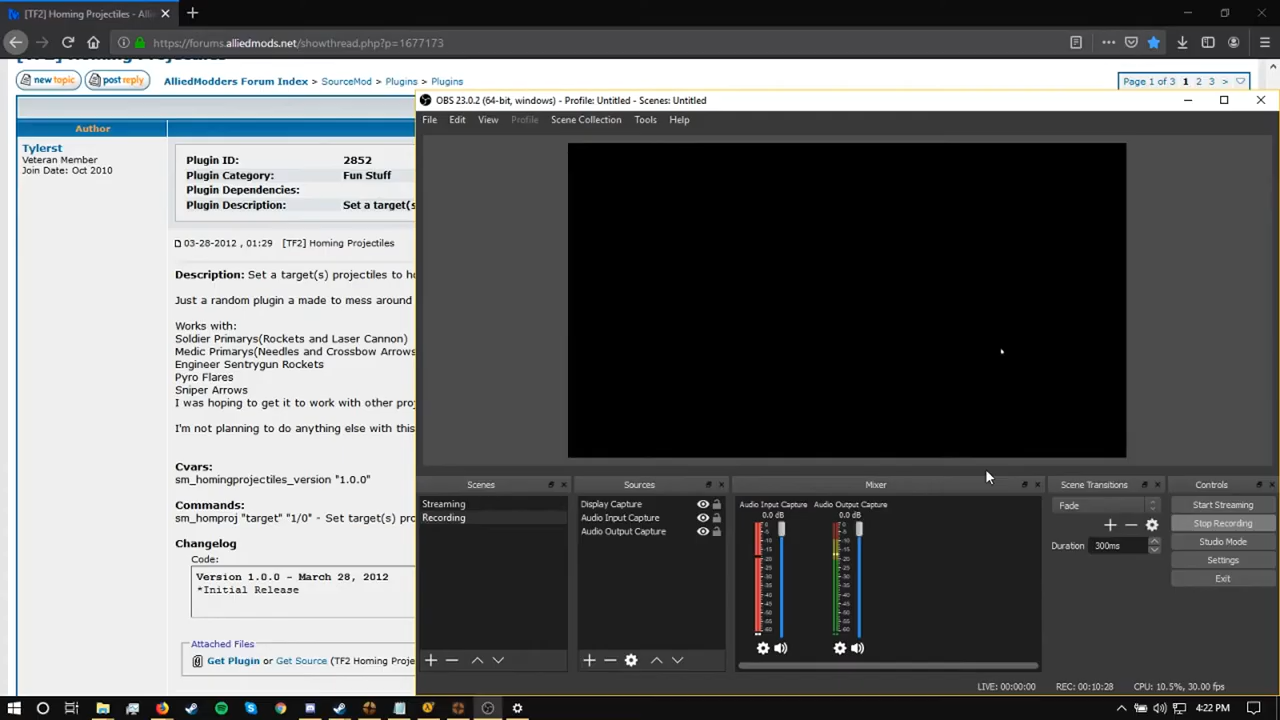 [TF2] Homing Projectiles - Alli
https://forums.alliedmods.net/showthread.php?p=1677173
[TF2] Homing Projectiles
new topic
post reply
AlliedModders Forum Index > SourceMod > Plugins > Plugins
Page 1 of 3 1 2 3 >
Author
Tylerst
Veteran Member
Join Date: Oct 2010
Plugin ID: 2852
Plugin Category: Fun Stuff
Plugin Dependencies:
Plugin Description: Set a target(s)
03-28-2012 , 01:29 [TF2] Homing Projectiles
Description: Set a target(s) projectiles to h
Just a random plugin a made to mess around
Works with:
Soldier Primarys(Rockets and Laser Cannon)
Medic Primarys(Needles and Crossbow Arrows
Engineer Sentrygun Rockets
Pyro Flares
Sniper Arrows
I was hoping to get it to work with other proj
I'm not planning to do anything else with this
Cvars:
sm_homingprojectiles_version "1.0.0"
Commands:
sm_homproj "target" "1/0" - Set target(s) pro
Changelog
Code:
Version 1.0.0 - March 28, 2012
*Initial Release
Attached Files
Get Plugin or Get Source (TF2 Homing Proje
OBS 23.0.2 (64-bit, windows) - Profile: Untitled - Scenes: Untitled
File Edit View Profile Scene Collection Tools Help
Scenes
Streaming
Recording
Sources
Display Capture
Audio Input Capture
Audio Output Capture
Mixer
Audio Input Capture
0.0 dB
Audio Output Capture
0.0 dB
Scene Transitions
Fade
Duration 300ms
Controls
Start Streaming
Stop Recording
Studio Mode
Settings
Exit
LIVE: 00:00:00 REC: 00:10:28 CPU: 10.5%, 30.00 fps
4:22 PM